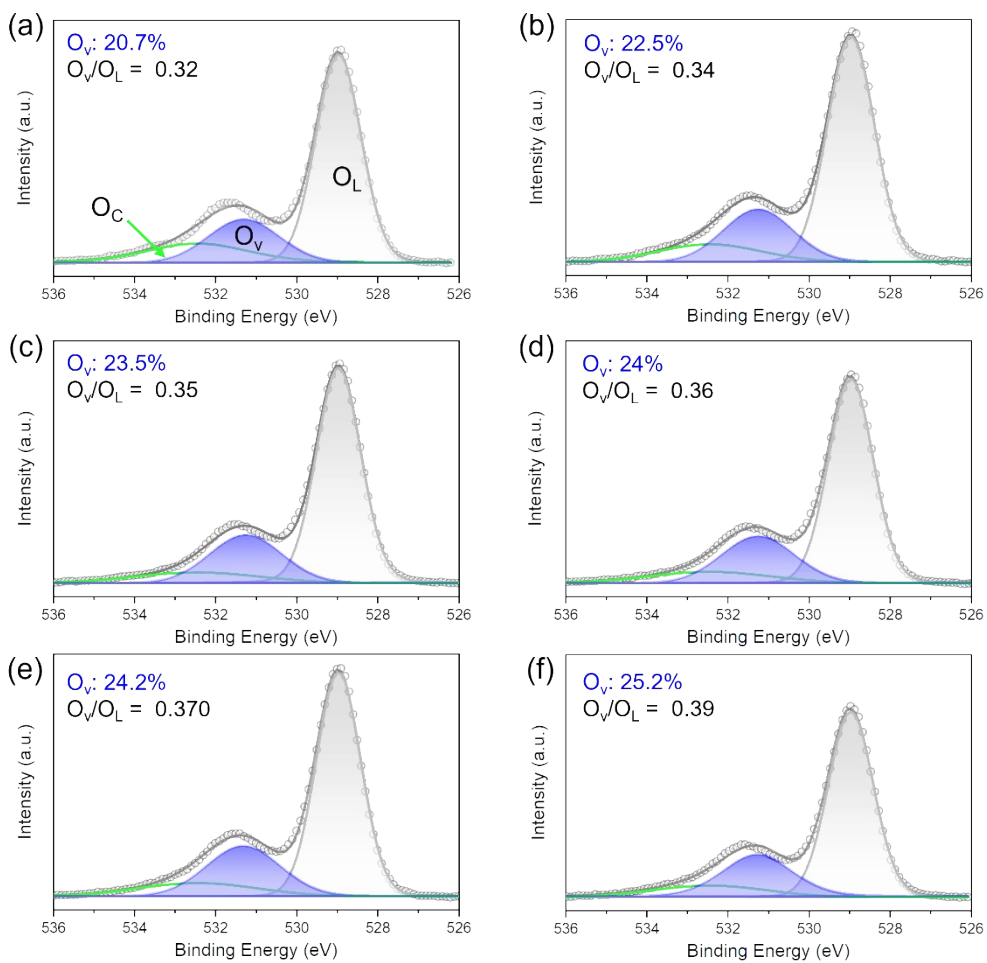 (a)
Oᵥ: 20.7%
Oᵥ/O_L = 0.32
O_C
Oᵥ
O_L
Intensity (a.u.)
536 534 532 530 528 526
Binding Energy (eV)
(b)
Oᵥ: 22.5%
Oᵥ/O_L = 0.34
Intensity (a.u.)
536 534 532 530 528 526
Binding Energy (eV)
(c)
Oᵥ: 23.5%
Oᵥ/O_L = 0.35
Intensity (a.u.)
536 534 532 530 528 526
Binding Energy (eV)
(d)
Oᵥ: 24%
Oᵥ/O_L = 0.36
Intensity (a.u.)
536 534 532 530 528 526
Binding Energy (eV)
(e)
Oᵥ: 24.2%
Oᵥ/O_L = 0.370
Intensity (a.u.)
536 534 532 530 528 526
Binding Energy (eV)
(f)
Oᵥ: 25.2%
Oᵥ/O_L = 0.39
Intensity (a.u.)
536 534 532 530 528 526
Binding Energy (eV)